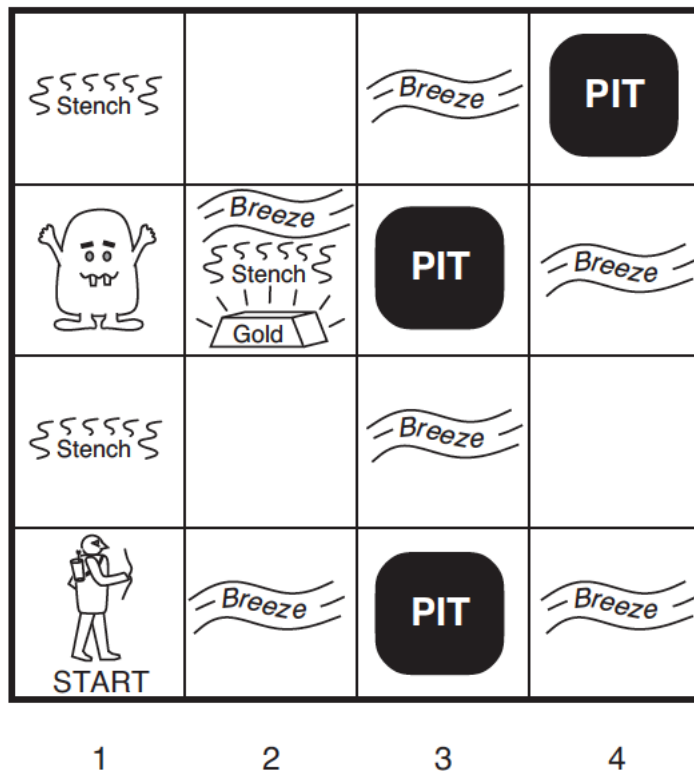 Stench
Breeze
PIT
Breeze
Stench
Gold
PIT
Breeze
Stench
Breeze
START
Breeze
PIT
Breeze
1 2 3 4